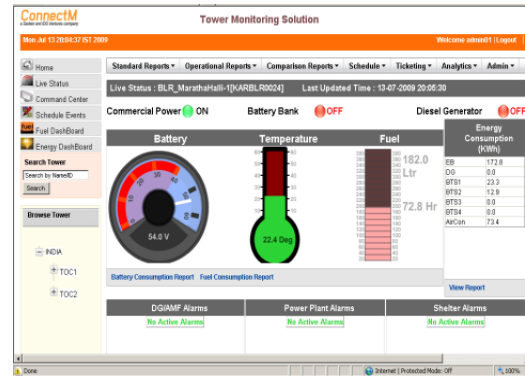 ConnectM
Tower Monitoring Solution
Mon Jul 13 20:04:37 IST 2009
Welcome admin01 | Logout
Home
Live Status
Command Center
Schedule Events
Fuel DashBoard
Energy DashBoard
Search Tower
Search by Name/ID
Search
Browse Tower
INDIA
TOC1
TOC2
Standard Reports Operational Reports Comparison Reports Schedule Ticketing Analytics Admin
Live Status : BLR_MarathaHalli-1[KARBLR0024] Last Updated Time : 13-07-2009 20:05:30
Commercial Power ON Battery Bank OFF Diesel Generator OFF
Battery
54.0 V
Temperature
22.4 Deg
Fuel
182.0
Ltr
72.8 Hr
Energy
Consumption
(KWh)
EB 172.8
DG 0.0
BTS1 23.3
BTS2 12.9
BTS3 0.0
BTS4 0.0
AirCon 73.4
View Report
Battery Consumption Report Fuel Consumption Report
DG/AMF Alarms Power Plant Alarms Shelter Alarms
No Active Alarms No Active Alarms No Active Alarms
Done
Internet | Protected Mode: Off
100%